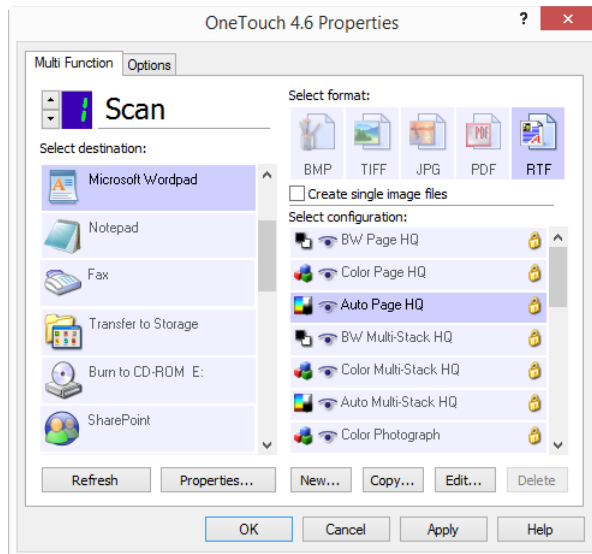 OneTouch 4.6 Properties
?
Multi Function
Options
1 Scan
Select destination:
Microsoft Wordpad
Notepad
Fax
Transfer to Storage
Burn to CD-ROM E:
SharePoint
Refresh
Properties...
Select format:
BMP
TIFF
JPG
PDF
RTF
Create single image files
Select configuration:
BW Page HQ
Color Page HQ
Auto Page HQ
BW Multi-Stack HQ
Color Multi-Stack HQ
Auto Multi-Stack HQ
Color Photograph
New...
Copy...
Edit...
Delete
OK
Cancel
Apply
Help